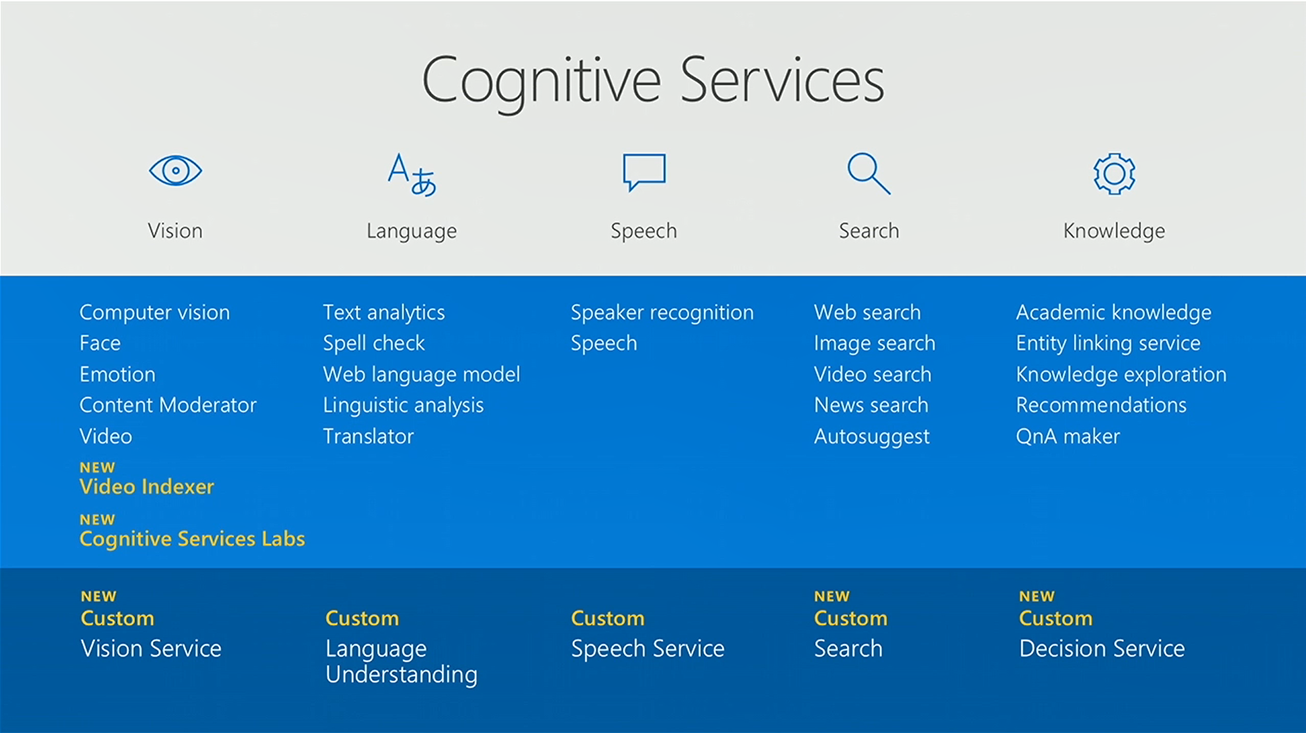 Cognitive Services
Aあ
Vision
Language
Speech
Search
Knowledge
Computer vision
Face
Emotion
Content Moderator
Video
NEW
Video Indexer
NEW
Cognitive Services Labs
Text analytics
Spell check
Web language model
Linguistic analysis
Translator
Speaker recognition
Speech
Web search
Image search
Video search
News search
Autosuggest
Academic knowledge
Entity linking service
Knowledge exploration
Recommendations
QnA maker
NEW
Custom
Vision Service
Custom
Language
Understanding
Custom
Speech Service
NEW
Custom
Search
NEW
Custom
Decision Service